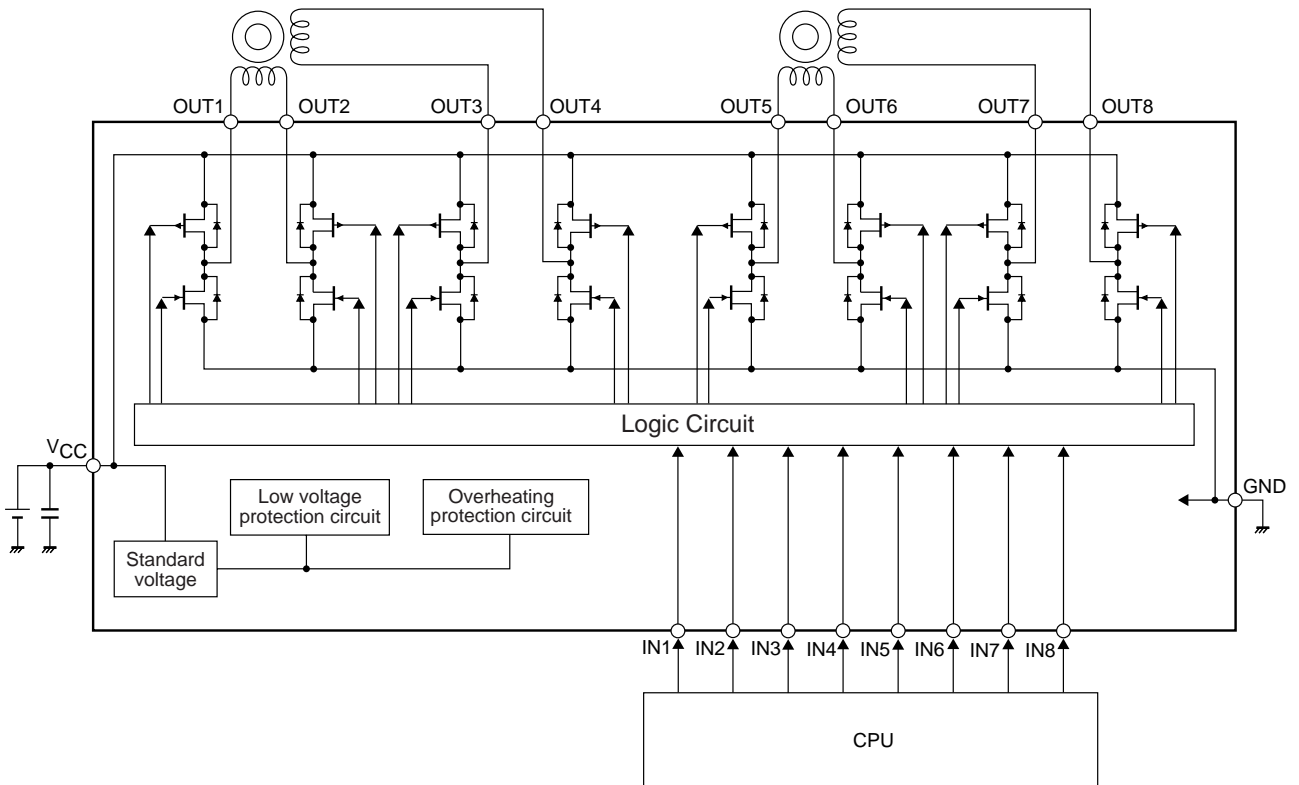 OUT1
OUT2
OUT3
OUT4
OUT5
OUT6
OUT7
OUT8
Logic Circuit
VCC
Low voltage
protection circuit
Overheating
protection circuit
GND
Standard
voltage
IN1
IN2
IN3
IN4
IN5
IN6
IN7
IN8
CPU